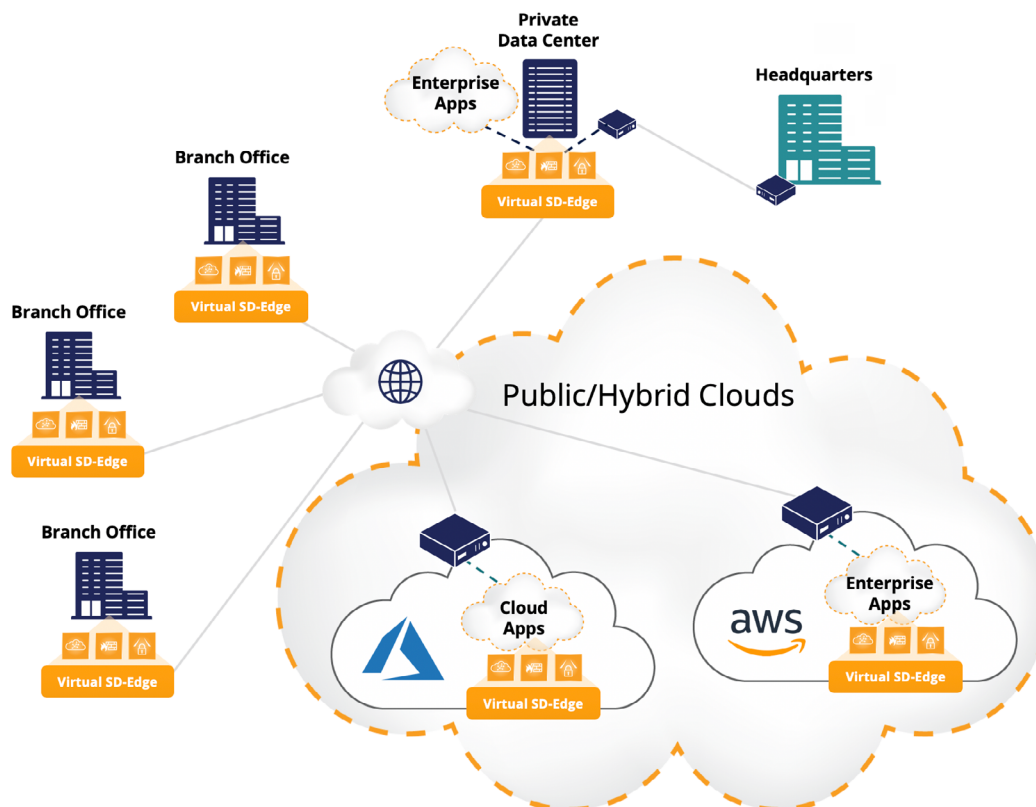 Private
Data Center
Enterprise
Apps
Headquarters
Virtual SD-Edge
Branch Office
Virtual SD-Edge
Branch Office
Virtual SD-Edge
Public/Hybrid Clouds
Branch Office
Virtual SD-Edge
Cloud
Apps
Virtual SD-Edge
aws
Enterprise
Apps
Virtual SD-Edge